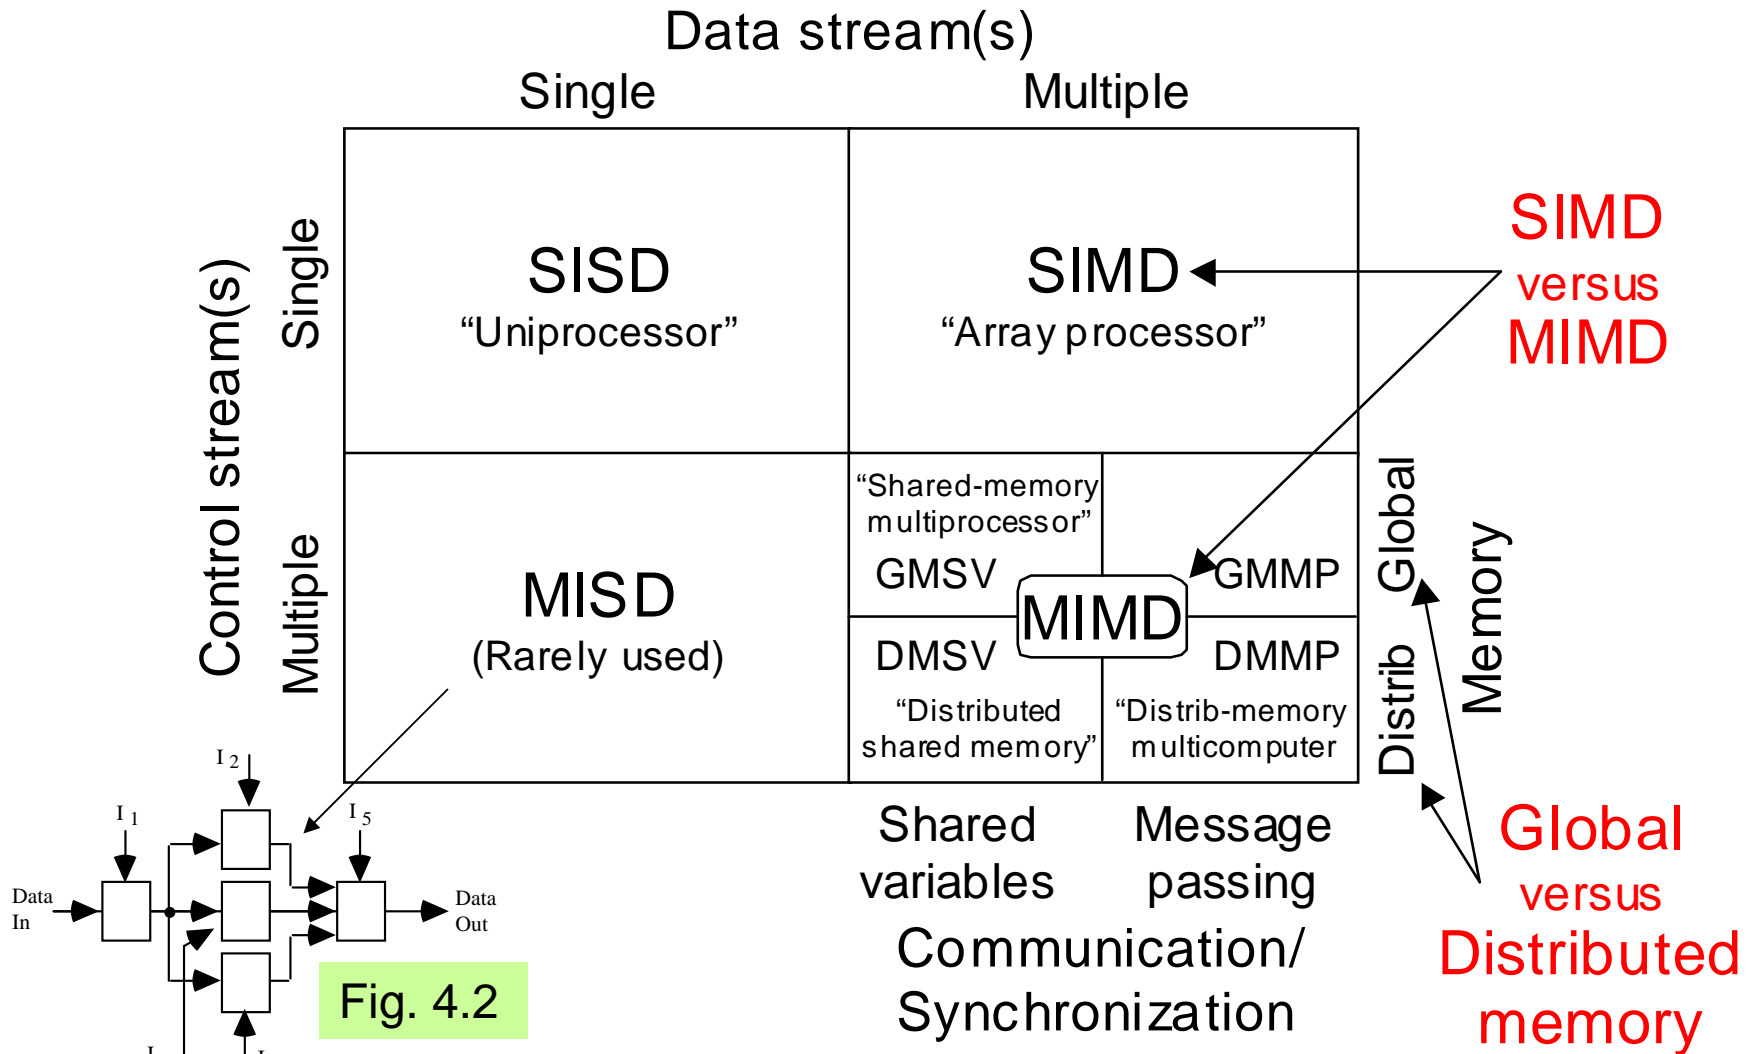 Data stream(s)
Single
Multiple
Control stream(s)
Single
Multiple
SISD
“Uniprocessor”
SIMD
“Array processor”
MISD
(Rarely used)
“Shared-memory
multiprocessor”
GMSV
GMMP
MIMD
DMSV
“Distributed
shared memory”
DMMP
“Distrib-memory
multicomputer
Global
Distrib
Memory
Shared
variables
Message
passing
Communication/
Synchronization
SIMD
versus
MIMD
Global
versus
Distributed
memory
I 2
I 1
I 5
Data
In
Data
Out
I
I
Fig. 4.2